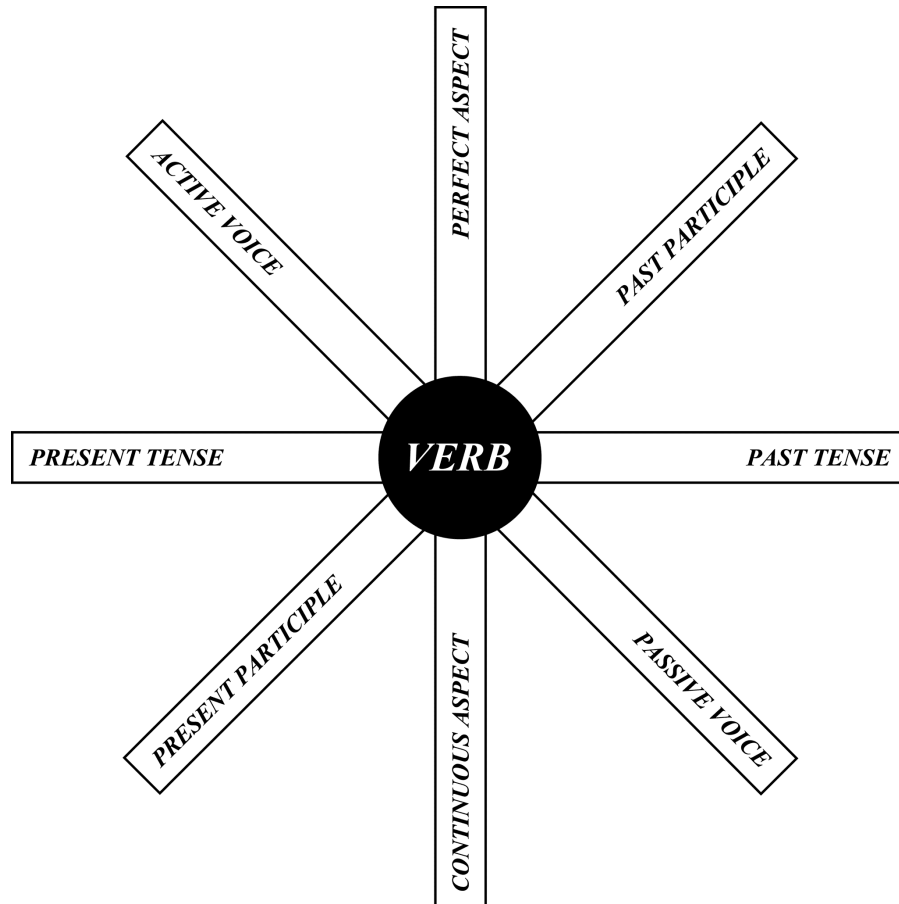 PERFECT ASPECT
ACTIVE VOICE
PAST PARTICIPLE
PRESENT TENSE
VERB
PAST TENSE
PRESENT PARTICIPLE
PASSIVE VOICE
CONTINUOUS ASPECT